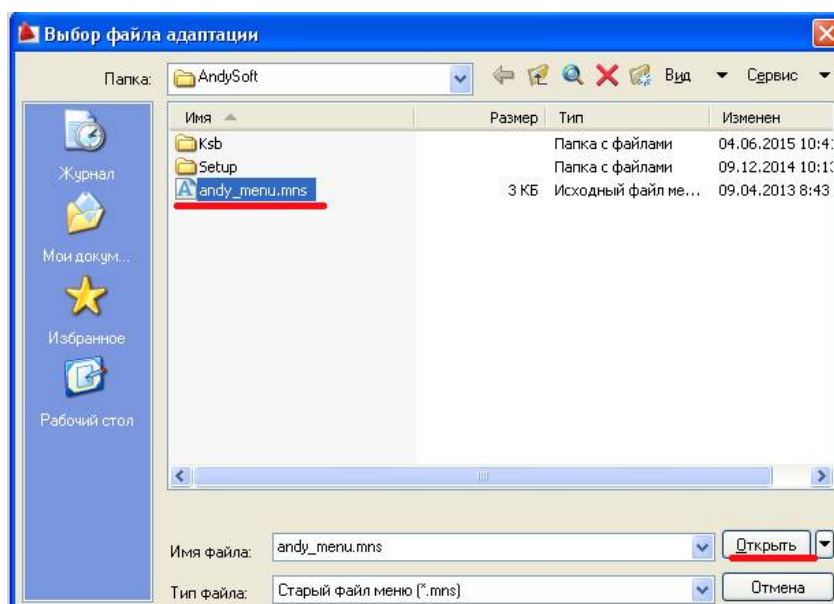 Выбор файла адаптации
Папка: AndySoft Вид Сервис
Имя Размер Тип Изменен
Ksb Папка с файлами 04.06.2015 10:4
Setup Папка с файлами 09.12.2014 10:1
andy_menu.mns 3 КБ Исходный файл ме... 09.04.2013 8:43
Журнал
Мои докум...
Избранное
Рабочий стол
Имя файла: andy_menu.mns Открыть
Тип файла: Старый файл меню (*.mns) Отмена